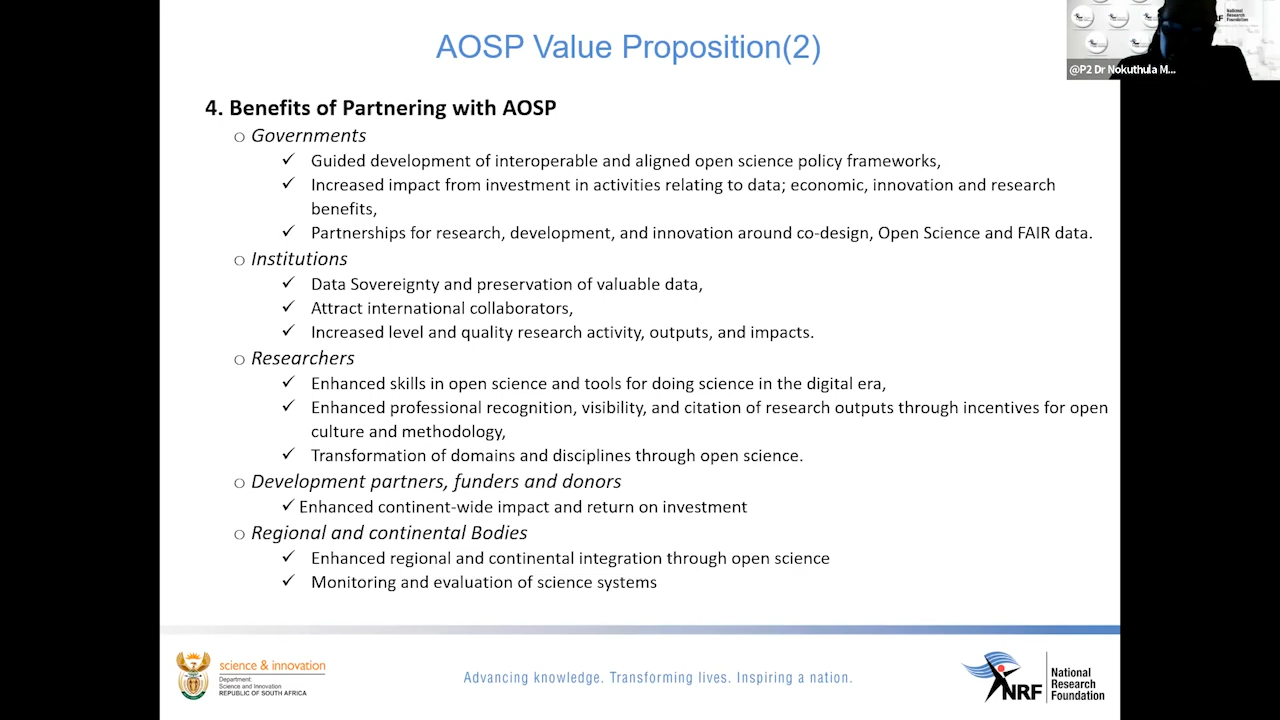 AOSP Value Proposition(2)
NRF
National
Research
Foundation
@P2 Dr Nokuthula M...
4. Benefits of Partnering with AOSP
o Governments
✓ Guided development of interoperable and aligned open science policy frameworks,
✓ Increased impact from investment in activities relating to data; economic, innovation and research
benefits,
✓ Partnerships for research, development, and innovation around co-design, Open Science and FAIR data.
o Institutions
✓ Data Sovereignty and preservation of valuable data,
✓ Attract international collaborators,
✓ Increased level and quality research activity, outputs, and impacts.
o Researchers
✓ Enhanced skills in open science and tools for doing science in the digital era,
✓ Enhanced professional recognition, visibility, and citation of research outputs through incentives for open
culture and methodology,
✓ Transformation of domains and disciplines through open science.
o Development partners, funders and donors
✓ Enhanced continent-wide impact and return on investment
o Regional and continental Bodies
✓ Enhanced regional and continental integration through open science
✓ Monitoring and evaluation of science systems
science & innovation
Department:
Science and Innovation
REPUBLIC OF SOUTH AFRICA
Advancing knowledge. Transforming lives. Inspiring a nation.
NRF
National
Research
Foundation